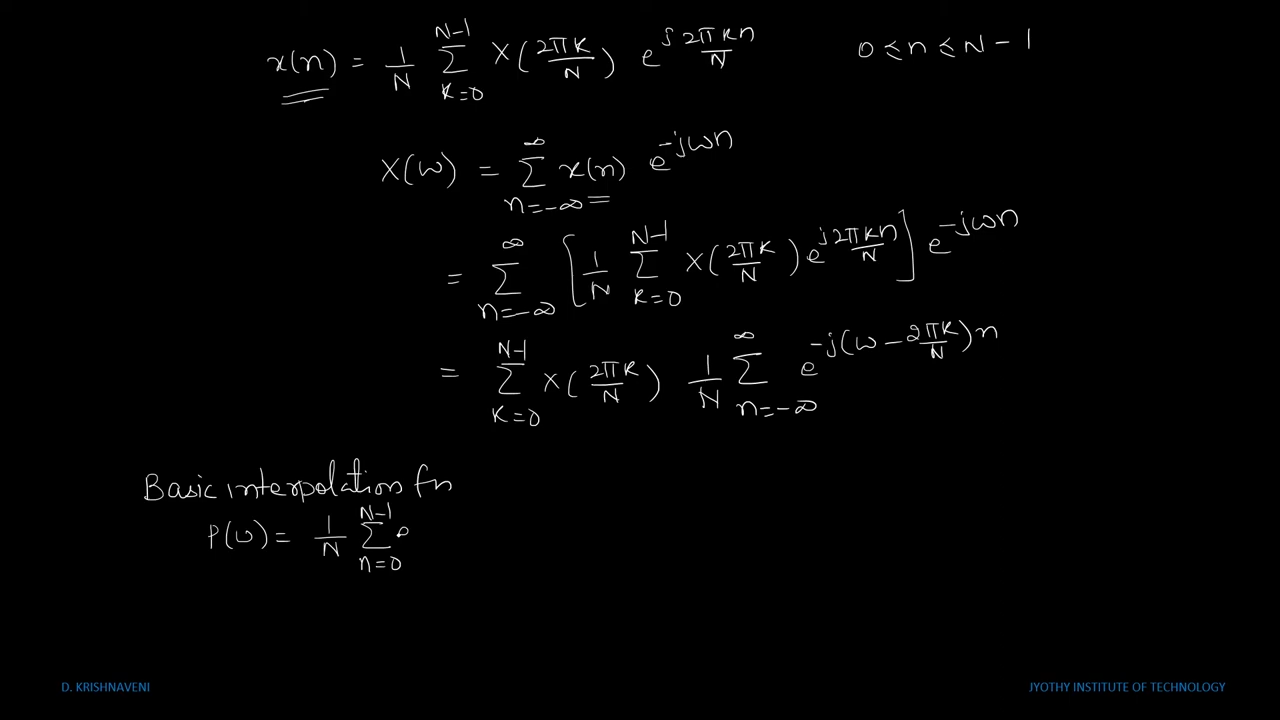 x(n) = 1/N Σ_{k=0}^{N-1} X(2πk/N) e^{j2πkn/N} 0 ≤ n ≤ N-1
X(ω) = Σ_{n=-∞}^{∞} x(n) e^{-jωn}
= Σ_{n=-∞}^{∞} [1/N Σ_{k=0}^{N-1} X(2πk/N) e^{j2πkn/N}] e^{-jωn}
= Σ_{k=0}^{N-1} X(2πk/N) 1/N Σ_{n=-∞}^{∞} e^{-j(ω-2πk/N)n}
Basic interpolation fn
P(ω) = 1/N Σ_{n=0}^{N-1}
D. KRISHNAVENI
JYOTHY INSTITUTE OF TECHNOLOGY